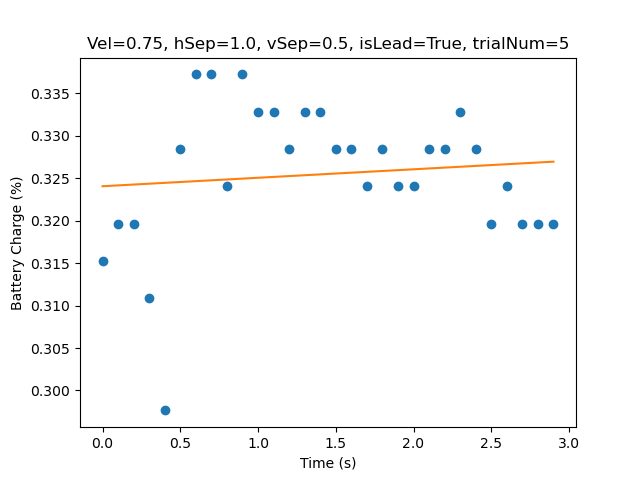 Vel=0.75, hSep=1.0, vSep=0.5, isLead=True, trialNum=5
Battery Charge (%)
0.335
0.330
0.325
0.320
0.315
0.310
0.305
0.300
0.0 0.5 1.0 1.5 2.0 2.5 3.0
Time (s)